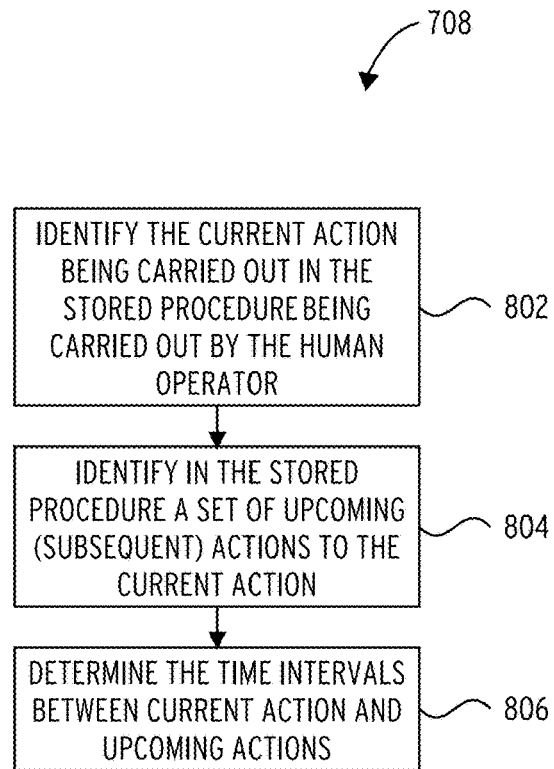 708
IDENTIFY THE CURRENT ACTION
BEING CARRIED OUT IN THE
STORED PROCEDURE BEING
CARRIED OUT BY THE HUMAN
OPERATOR
802
IDENTIFY IN THE STORED
PROCEDURE A SET OF UPCOMING
(SUBSEQUENT) ACTIONS TO THE
CURRENT ACTION
804
DETERMINE THE TIME INTERVALS
BETWEEN CURRENT ACTION AND
UPCOMING ACTIONS
806